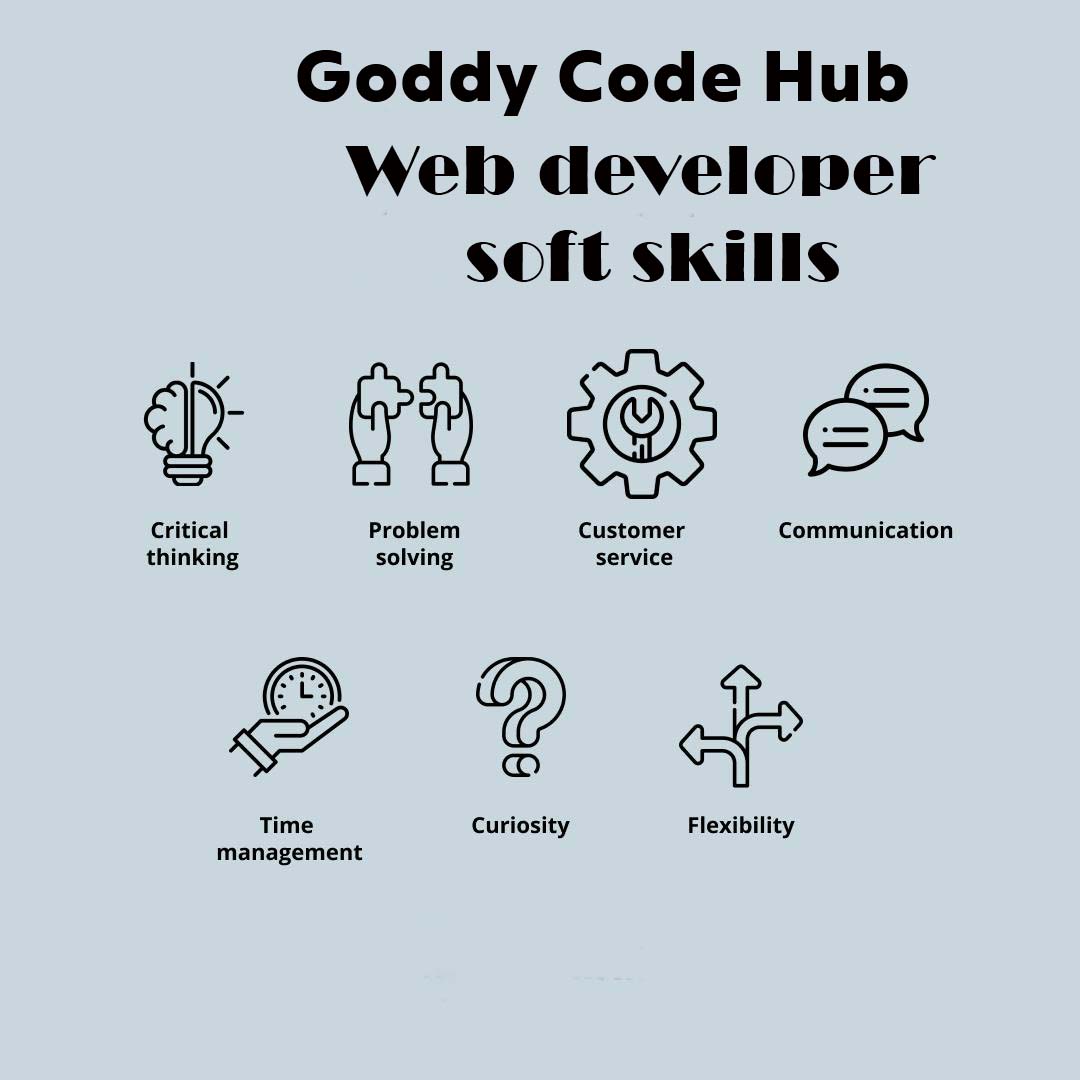 Goddy Code Hub
Web developer
soft skills
Critical
thinking
Problem
solving
Customer
service
Communication
Time
management
Curiosity
Flexibility